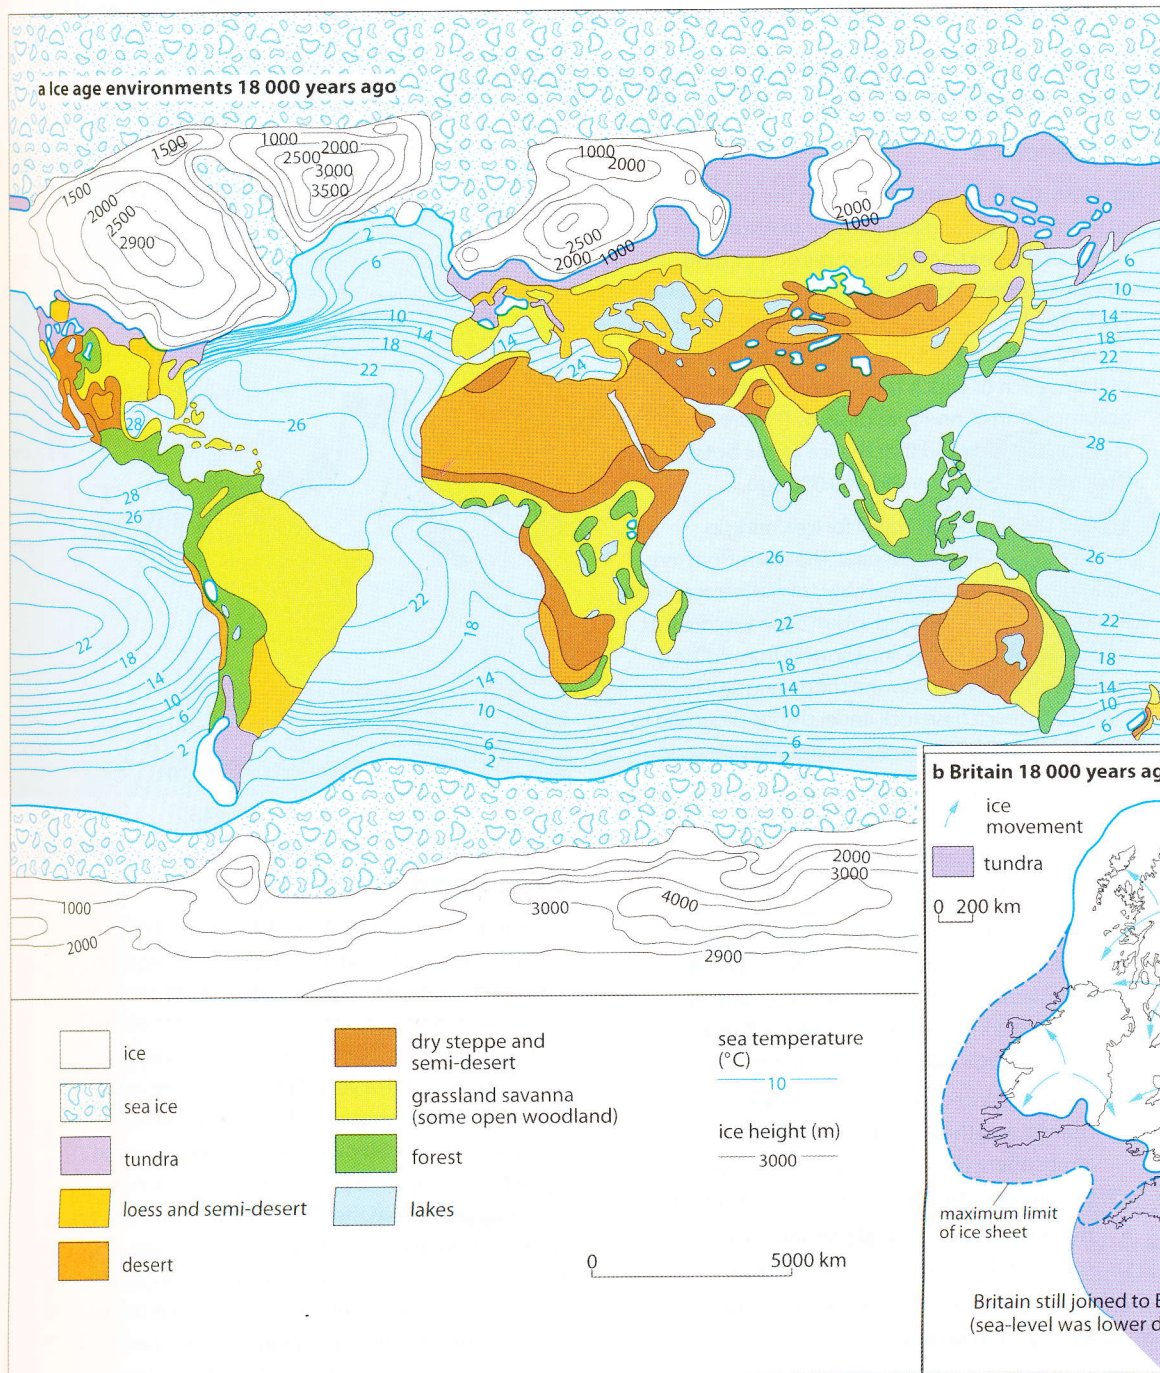 a Ice age environments 18 000 years ago
1500
1000
2000
2500
3000
3500
1500
2000
2500
2900
1000
2000
2500
2000
1000
2000
1000
2
6
10
14
18
22
26
28
14
24
28
26
22
18
14
10
6
2
22
18
6
10
14
18
22
26
28
26
26
22
18
14
10
6
2
14
10
6
2
22
18
14
10
6
1000
2000
3000
4000
2000
3000
2900
ice
sea ice
tundra
loess and semi-desert
desert
dry steppe and
semi-desert
grassland savanna
(some open woodland)
forest
lakes
sea temperature
(°C)
10
ice height (m)
3000
0 5000 km
b Britain 18 000 years ag
ice
movement
tundra
0 200 km
maximum limit
of ice sheet
Britain still joined to E
(sea-level was lower d